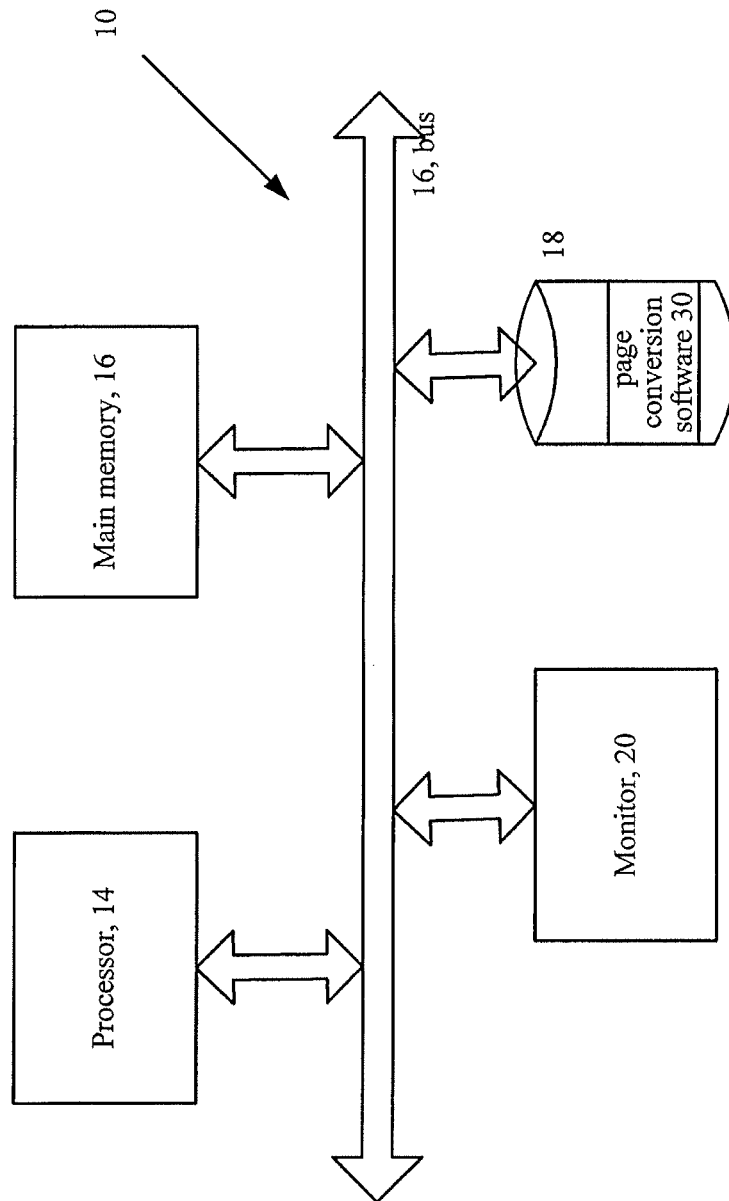 10
Processor, 14
Main memory, 16
16, bus
Monitor, 20
18
page
conversion
software 30